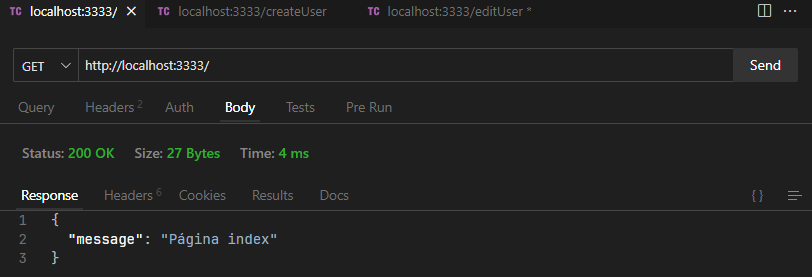 TC localhost:3333/ × TC localhost:3333/createUser TC localhost:3333/editUser *
GET http://localhost:3333/ Send
Query Headers 2 Auth Body Tests Pre Run
Status: 200 OK Size: 27 Bytes Time: 4 ms
Response Headers 6 Cookies Results Docs { }
1 {
2 "message": "Página index"
3 }